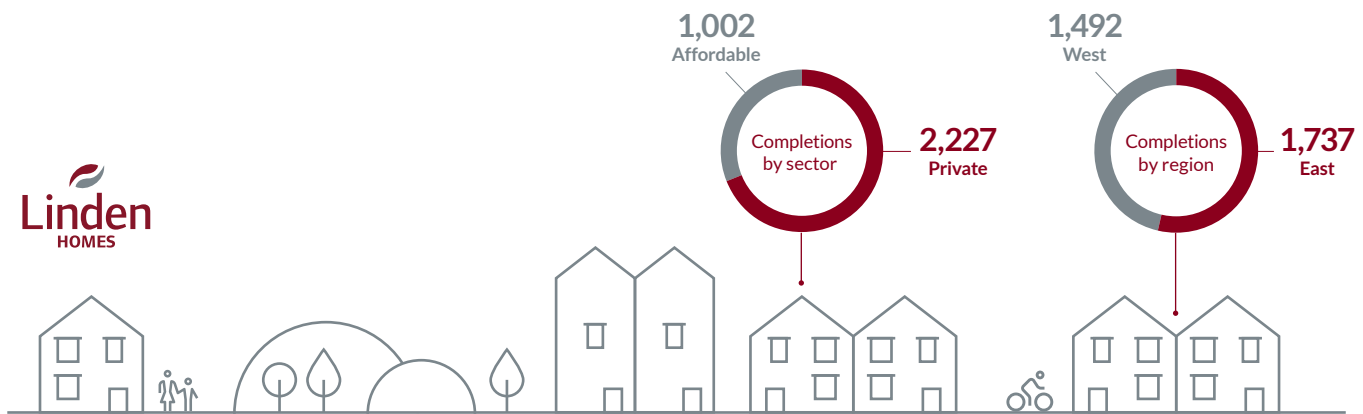 Linden
HOMES
1,002
Affordable
Completions
by sector
2,227
Private
1,492
West
Completions
by region
1,737
East